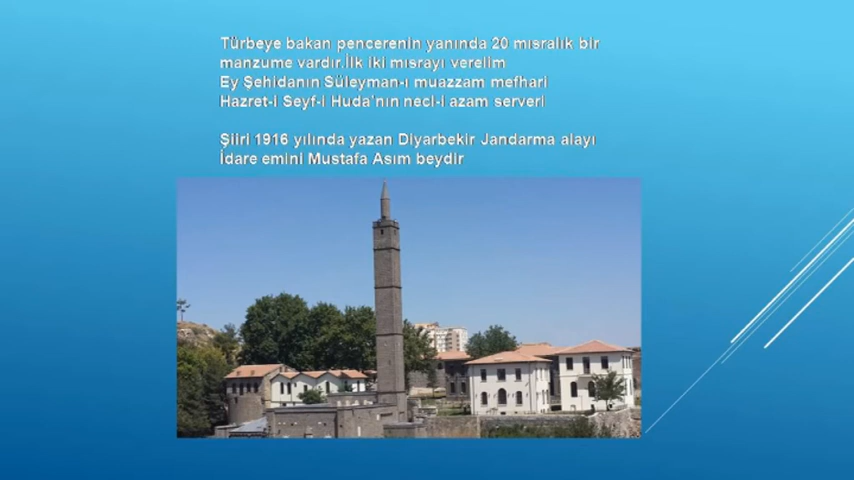 Türbeye bakan pencerenin yanında 20 mısralık bir
manzume vardır.İlk iki mısrayı verelim
Ey Şehidanın Süleyman-ı muazzam mefhari
Hazret-i Seyf-i Huda'nın neci-i azam serveri
Şiiri 1916 yılında yazan Diyarbekir Jandarma alayı
İdare emini Mustafa Asım beydir